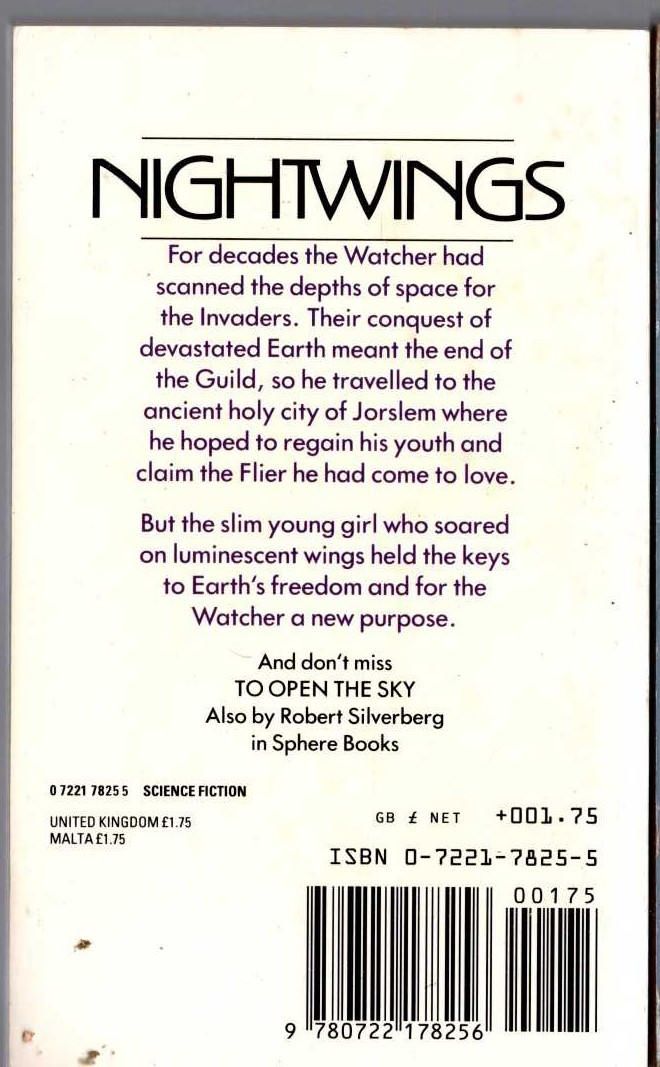 NIGHTWINGS
For decades the Watcher had
scanned the depths of space for
the Invaders. Their conquest of
devastated Earth meant the end of
the Guild, so he travelled to the
ancient holy city of Jorslem where
he hoped to regain his youth and
claim the Flier he had come to love.
But the slim young girl who soared
on luminescent wings held the keys
to Earth's freedom and for the
Watcher a new purpose.
And don't miss
TO OPEN THE SKY
Also by Robert Silverberg
in Sphere Books
0 7221 7825 5 SCIENCE FICTION
UNITED KINGDOM £1.75
MALTA £1.75
GB £ NET +001.75
ISBN 0-7221-7825-5
00175
9 780722 178256